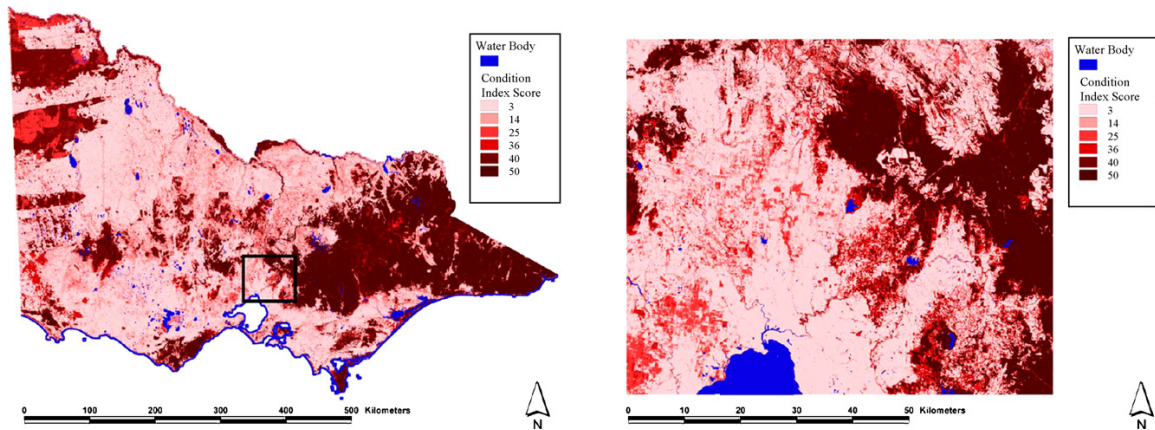 Water Body
Condition
Index Score
3
14
25
36
40
50
0 100 200 300 400 500 Kilometers
N
Water Body
Condition
Index Score
3
14
25
36
40
50
0 10 20 30 40 50 Kilometers
N